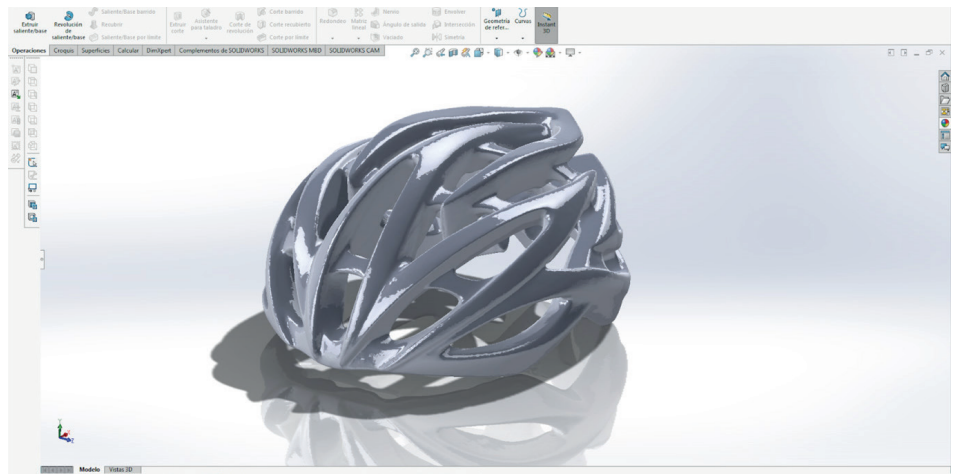 Extruir saliente/base
Revolución de saliente/base
Saliente/Base barrido
Recubrir
Saliente/Base por límite
Extruir corte
Asistente para taladro
Corte de revolución
Corte barrido
Corte recubierto
Corte por límite
Redondeo
Matriz lineal
Nervio
Ángulo de salida
Vaciado
Envolver
Intersección
Simetría
Geometría de refer...
Curvas
Instant 3D
Operaciones Croquis Superficies Calcular DimXpert Complementos de SOLIDWORKS SOLIDWORKS MBD SOLIDWORKS CAM
Y
X
Z
Modelo Vistas 3D